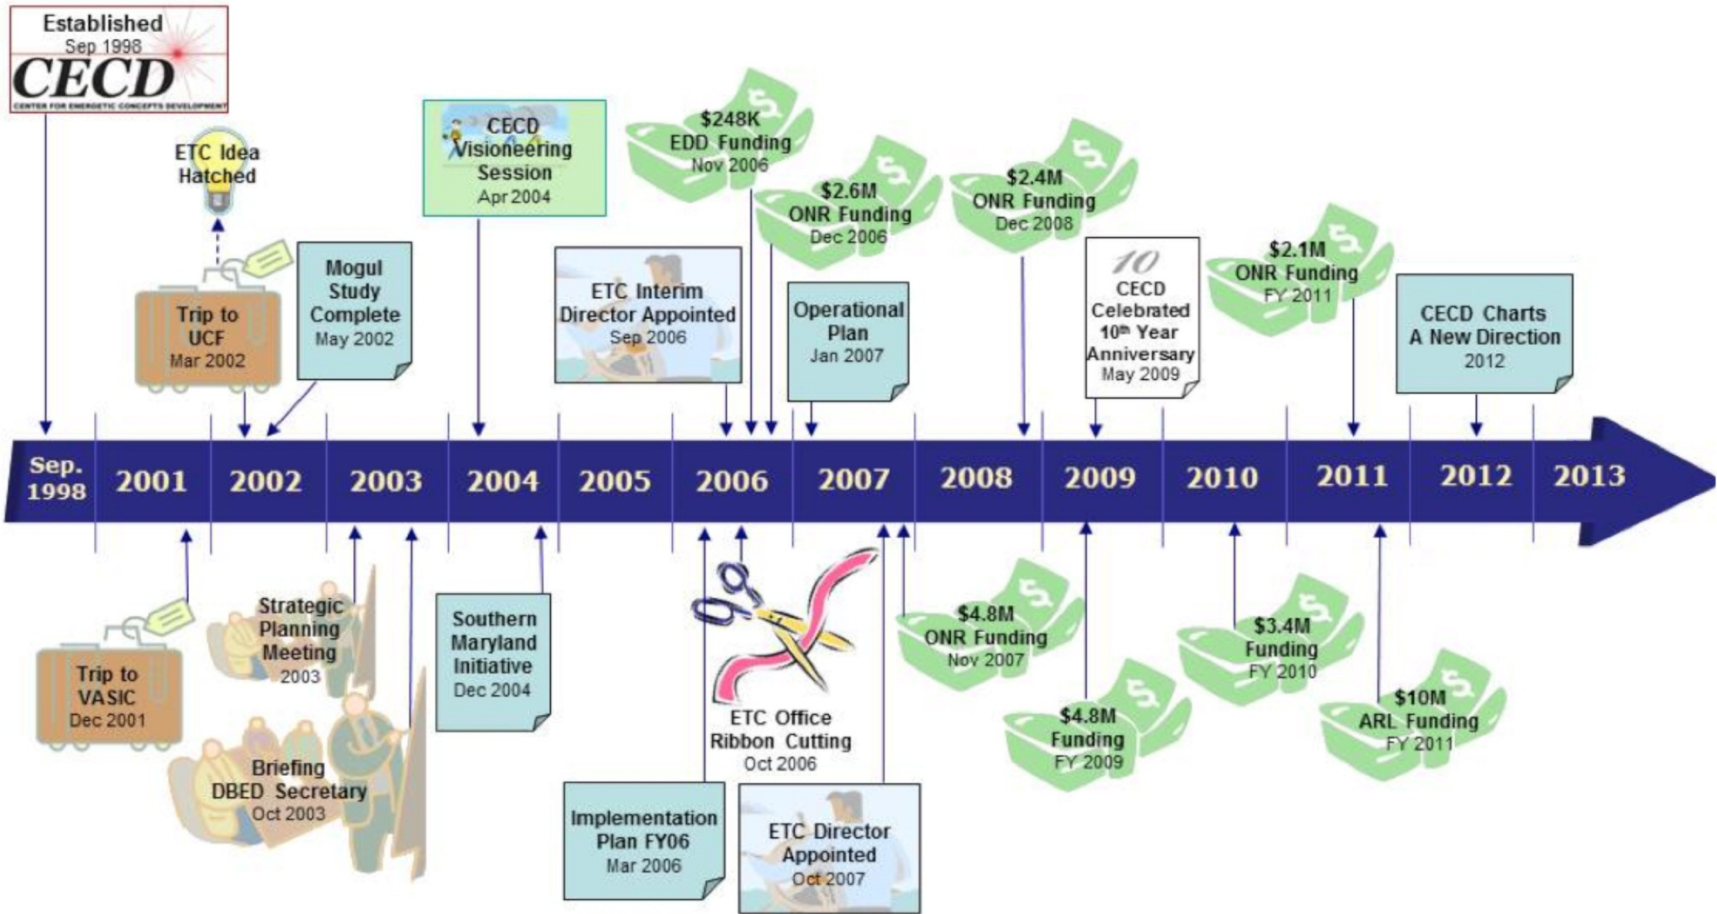 Established
Sep 1998
CECD
CENTER FOR ENERGETIC CONCEPTS DEVELOPMENT
ETC Idea
Hatched
Trip to
UCF
Mar 2002
Mogul
Study
Complete
May 2002
CECD
Visioneering
Session
Apr 2004
ETC Interim
Director Appointed
Sep 2006
$248K
EDD Funding
Nov 2006
$2.6M
ONR Funding
Dec 2006
Operational
Plan
Jan 2007
$2.4M
ONR Funding
Dec 2008
10
CECD
Celebrated
10th Year
Anniversary
May 2009
$2.1M
ONR Funding
FY 2011
CECD Charts
A New Direction
2012
Sep.
1998
2001
2002
2003
2004
2005
2006
2007
2008
2009
2010
2011
2012
2013
Trip to
VASIC
Dec 2001
Strategic
Planning
Meeting
2003
Briefing
DBED Secretary
Oct 2003
Southern
Maryland
Initiative
Dec 2004
Implementation
Plan FY06
Mar 2006
ETC Office
Ribbon Cutting
Oct 2006
ETC Director
Appointed
Oct 2007
$4.8M
ONR Funding
Nov 2007
$4.8M
Funding
FY 2009
$3.4M
Funding
FY 2010
$10M
ARL Funding
FY 2011